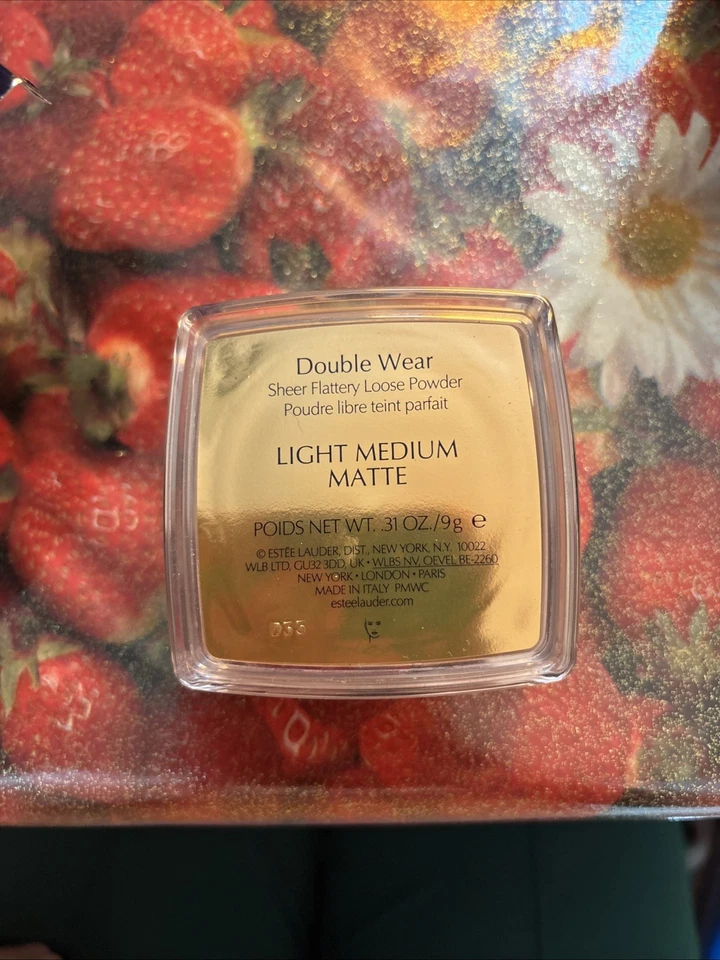 Double Wear
Sheer Flattery Loose Powder
Poudre libre teint parfait
LIGHT MEDIUM
MATTE
POIDS NET WT. .31 OZ./9g ℮
© ESTĒE LAUDER, DIST., NEW YORK, N.Y. 10022
WLB LTD, GU32 3DD, UK • WLBS NV, OEVEL BE-2260
NEW YORK • LONDON • PARIS
MADE IN ITALY PMWC
esteelauder.com
D33